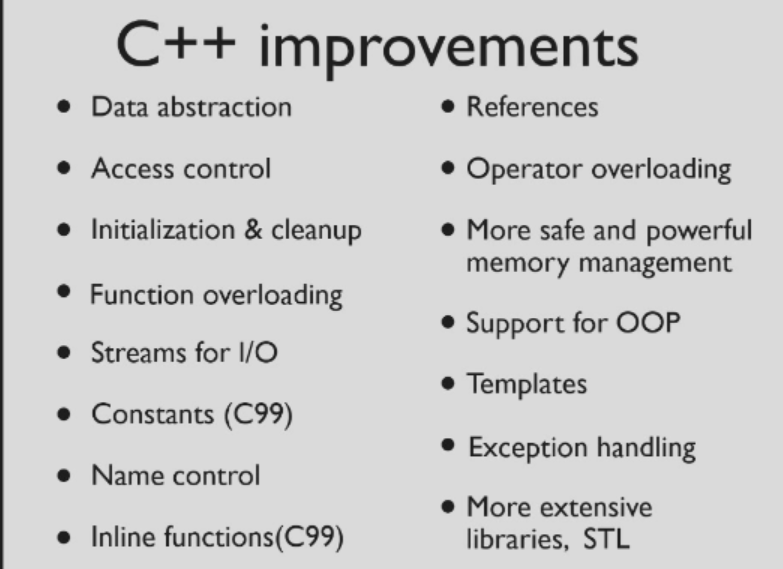 C++ improvements
• Data abstraction
• Access control
• Initialization & cleanup
• Function overloading
• Streams for I/O
• Constants (C99)
• Name control
• Inline functions(C99)
• References
• Operator overloading
• More safe and powerful
memory management
• Support for OOP
• Templates
• Exception handling
• More extensive
libraries, STL